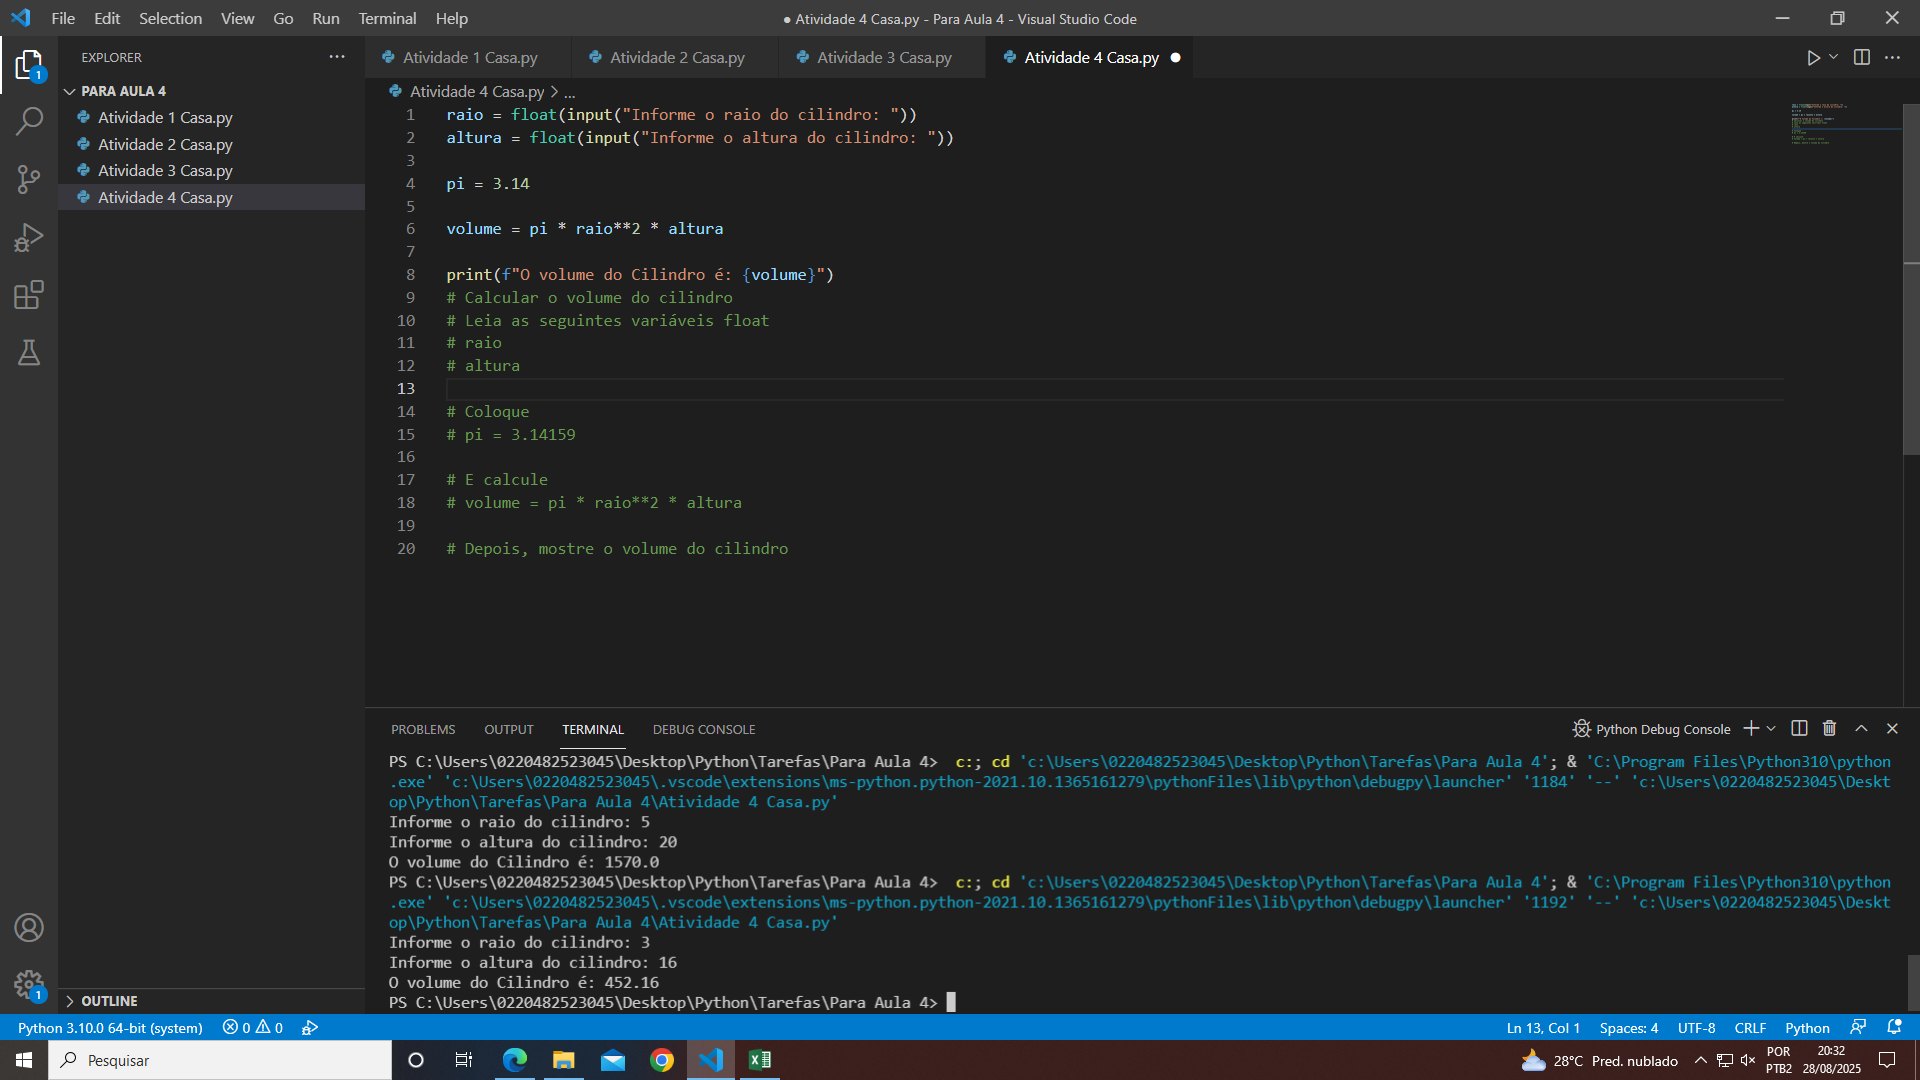 File Edit Selection View Go Run Terminal Help
● Atividade 4 Casa.py - Para Aula 4 - Visual Studio Code
EXPLORER
PARA AULA 4
Atividade 1 Casa.py
Atividade 2 Casa.py
Atividade 3 Casa.py
Atividade 4 Casa.py
OUTLINE
1
1
Atividade 1 Casa.py Atividade 2 Casa.py Atividade 3 Casa.py Atividade 4 Casa.py ●
Atividade 4 Casa.py > ...
1 raio = float(input("Informe o raio do cilindro: "))
2 altura = float(input("Informe o altura do cilindro: "))
3
4 pi = 3.14
5
6 volume = pi * raio**2 * altura
7
8 print(f"O volume do Cilindro é: {volume}")
9 # Calcular o volume do cilindro
10 # Leia as seguintes variáveis float
11 # raio
12 # altura
13
14 # Coloque
15 # pi = 3.14159
16
17 # E calcule
18 # volume = pi * raio**2 * altura
19
20 # Depois, mostre o volume do cilindro
PROBLEMS OUTPUT TERMINAL DEBUG CONSOLE
Python Debug Console
PS C:\Users\0220482523045\Desktop\Python\Tarefas\Para Aula 4>  c:; cd 'c:\Users\0220482523045\Desktop\Python\Tarefas\Para Aula 4'; & 'C:\Program Files\Python310\python
.exe' 'c:\Users\0220482523045\.vscode\extensions\ms-python.python-2021.10.1365161279\pythonFiles\lib\python\debugpy\launcher' '1184' '--' 'c:\Users\0220482523045\Deskt
op\Python\Tarefas\Para Aula 4\Atividade 4 Casa.py'
Informe o raio do cilindro: 5
Informe o altura do cilindro: 20
O volume do Cilindro é: 1570.0
PS C:\Users\0220482523045\Desktop\Python\Tarefas\Para Aula 4>  c:; cd 'c:\Users\0220482523045\Desktop\Python\Tarefas\Para Aula 4'; & 'C:\Program Files\Python310\python
.exe' 'c:\Users\0220482523045\.vscode\extensions\ms-python.python-2021.10.1365161279\pythonFiles\lib\python\debugpy\launcher' '1192' '--' 'c:\Users\0220482523045\Deskt
op\Python\Tarefas\Para Aula 4\Atividade 4 Casa.py'
Informe o raio do cilindro: 3
Informe o altura do cilindro: 16
O volume do Cilindro é: 452.16
PS C:\Users\0220482523045\Desktop\Python\Tarefas\Para Aula 4>
Python 3.10.0 64-bit (system) 0 0
Ln 13, Col 1 Spaces: 4 UTF-8 CRLF Python
Pesquisar
28°C Pred. nublado
POR
PTB2
20:32
28/08/2025